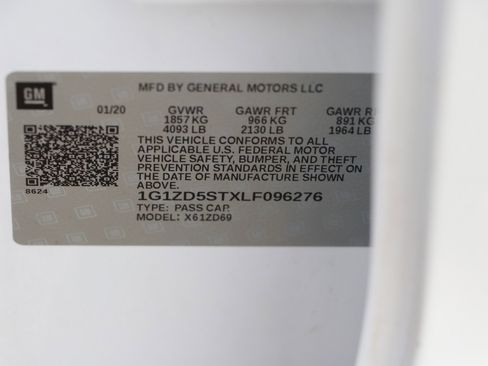 GM
MFD BY GENERAL MOTORS LLC
01/20 GVWR GAWR FRT GAWR
1857 KG 966 KG 891 KG
4093 LB 2130 LB 1964 LB
THIS VEHICLE CONFORMS TO ALL
APPLICABLE U.S. FEDERAL MOTOR
VEHICLE SAFETY, BUMPER, AND THEFT
PREVENTION STANDARDS IN EFFECT ON
THE DATE OF MANUFACTURE SHOWN
ABOVE.
8624
1G1ZD5STXLF096276
TYPE: PASS CAR
MODEL: X61ZD69